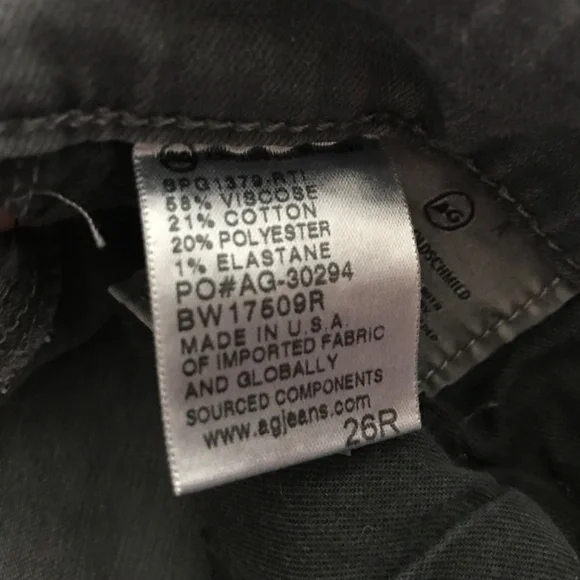 SPG1379.RTI
58% VISCOSE
21% COTTON
20% POLYESTER
1% ELASTANE
PO#AG-30294
BW17509R
MADE IN U.S.A.
OF IMPORTED FABRIC
AND GLOBALLY
SOURCED COMPONENTS
www.agjeans.com
26R
AG